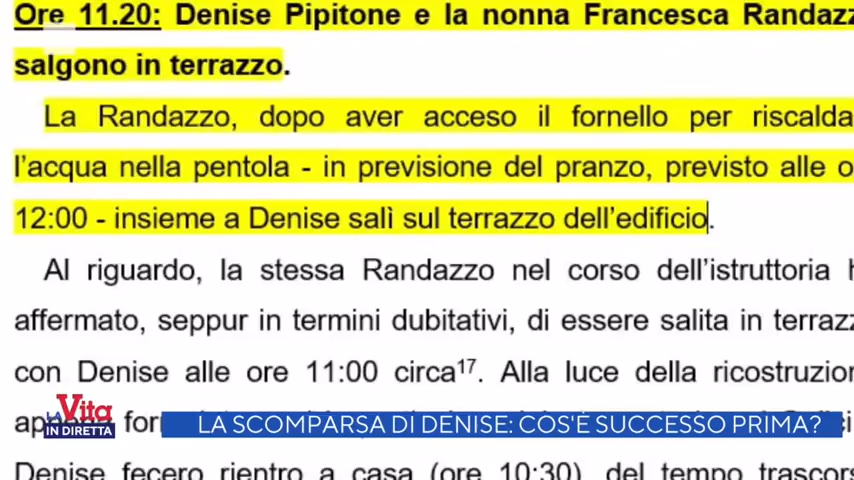 Ore 11.20: Denise Pipitone e la nonna Francesca Randazz
salgono in terrazzo.
La Randazzo, dopo aver acceso il fornello per riscalda
l'acqua nella pentola - in previsione del pranzo, previsto alle o
12:00 - insieme a Denise salì sul terrazzo dell'edificio.
Al riguardo, la stessa Randazzo nel corso dell'istruttoria h
affermato, seppur in termini dubitativi, di essere salita in terrazz
con Denise alle ore 11:00 circa¹⁷. Alla luce della ricostruzion
LA Vita IN DIRETTA
LA SCOMPARSA DI DENISE: COS'È SUCCESSO PRIMA?
Denise fecero rientro a casa (ore 10:30), del tempo trascors